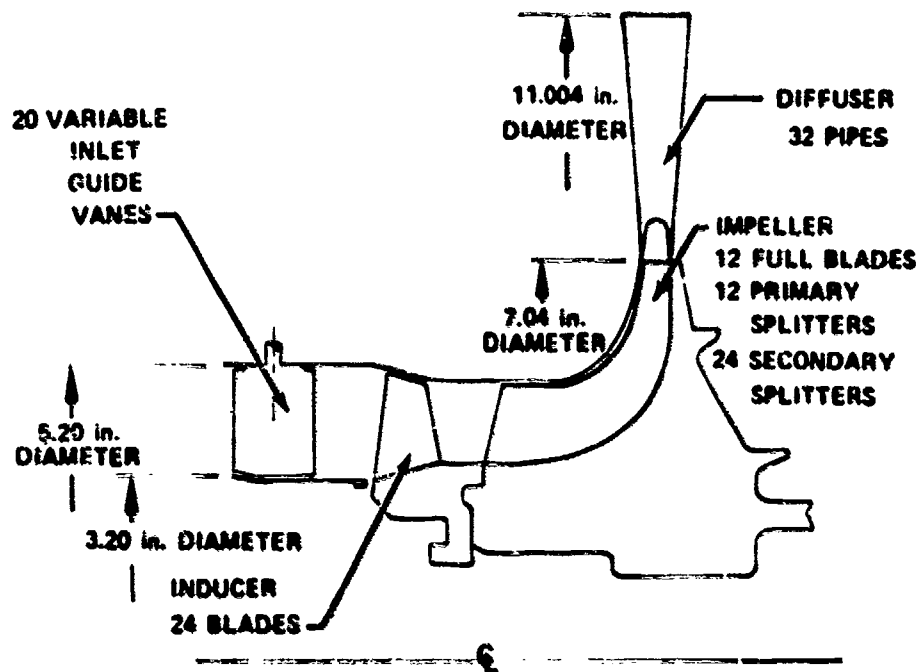 11.004 in.
DIAMETER
DIFFUSER
32 PIPES
20 VARIABLE
INLET
GUIDE
VANES
IMPELLER
12 FULL BLADES
12 PRIMARY
SPLITTERS
24 SECONDARY
SPLITTERS
7.04 in.
DIAMETER
5.20 in.
DIAMETER
3.20 in. DIAMETER
INDUCER
24 BLADES
℄